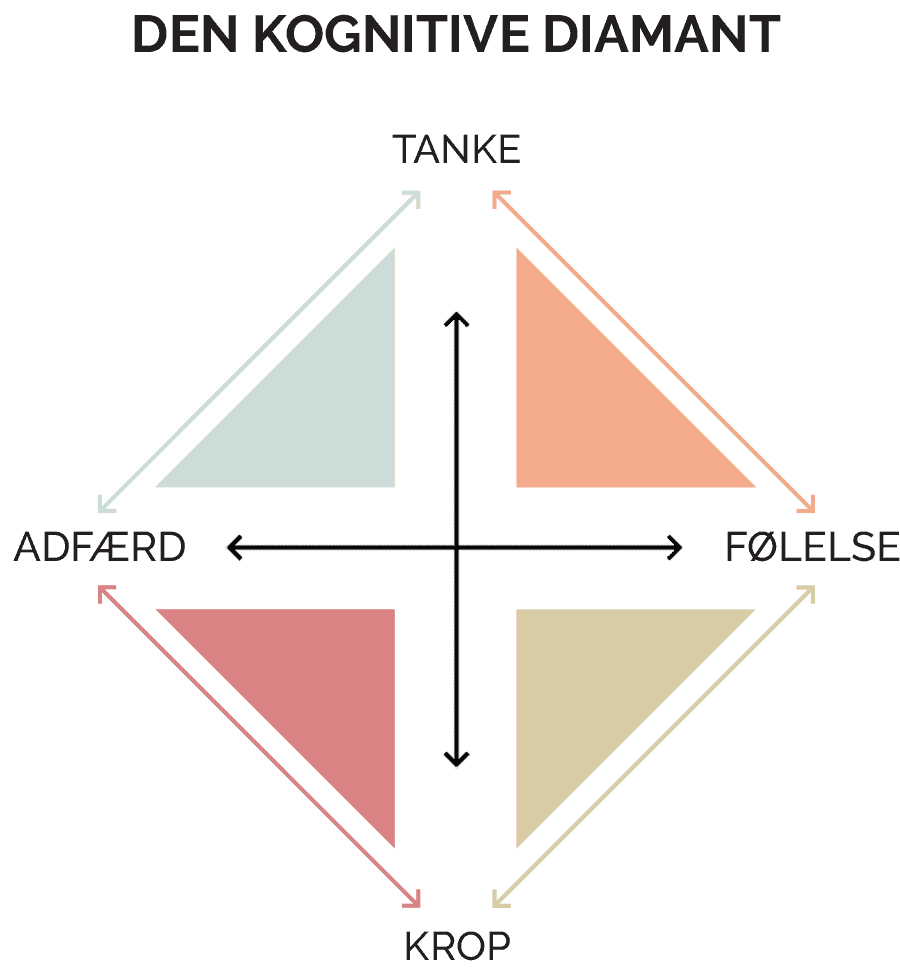 DEN KOGNITIVE DIAMANT
TANKE
ADFÆRD
FØLELSE
KROP